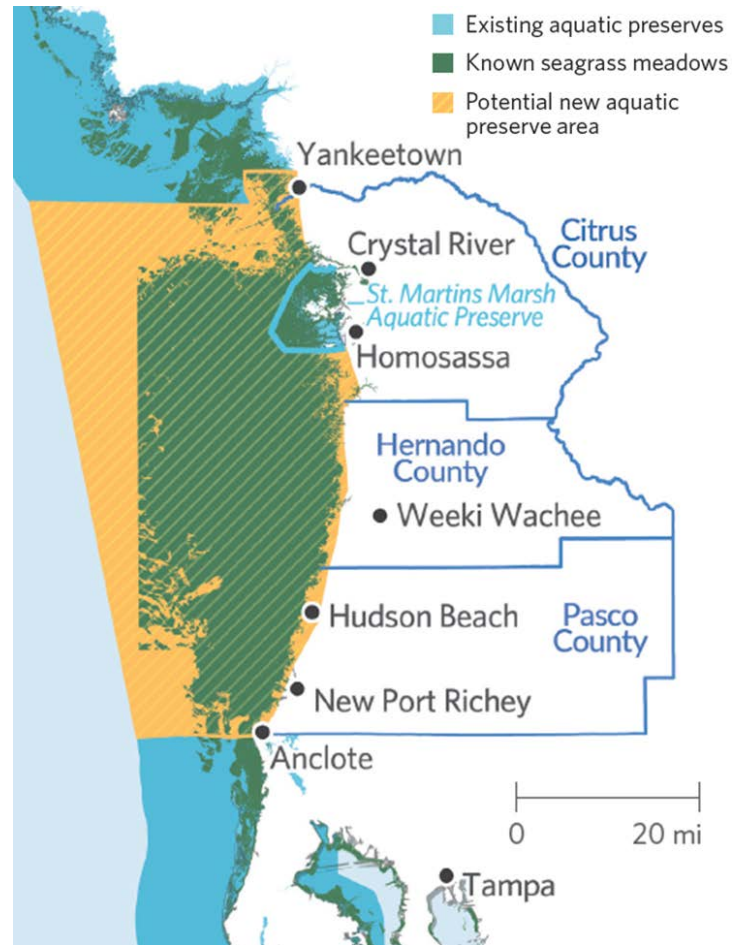 Existing aquatic preserves
Known seagrass meadows
Potential new aquatic
preserve area
Yankeetown
Citrus
County
Crystal River
St. Martins Marsh
Aquatic Preserve
Homosassa
Hernando
County
Weeki Wachee
Hudson Beach
Pasco
County
New Port Richey
Anclote
0 20 mi
Tampa